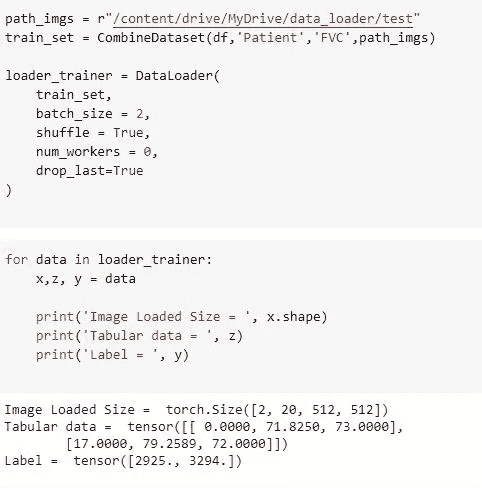 path_imgs = r"/content/drive/MyDrive/data_loader/test"
train_set = CombineDataset(df,'Patient','FVC',path_imgs)
loader_trainer = DataLoader(
    train_set,
    batch_size = 2,
    shuffle = True,
    num_workers = 0,
    drop_last=True
)
for data in loader_trainer:
    x,z, y = data
    print('Image Loaded Size = ', x.shape)
    print('Tabular data = ', z)
    print('Label = ', y)
Image Loaded Size =  torch.Size([2, 20, 512, 512])
Tabular data =  tensor([[ 0.0000, 71.8250, 73.0000],
        [17.0000, 79.2589, 72.0000]])
Label =  tensor([2925., 3294.])